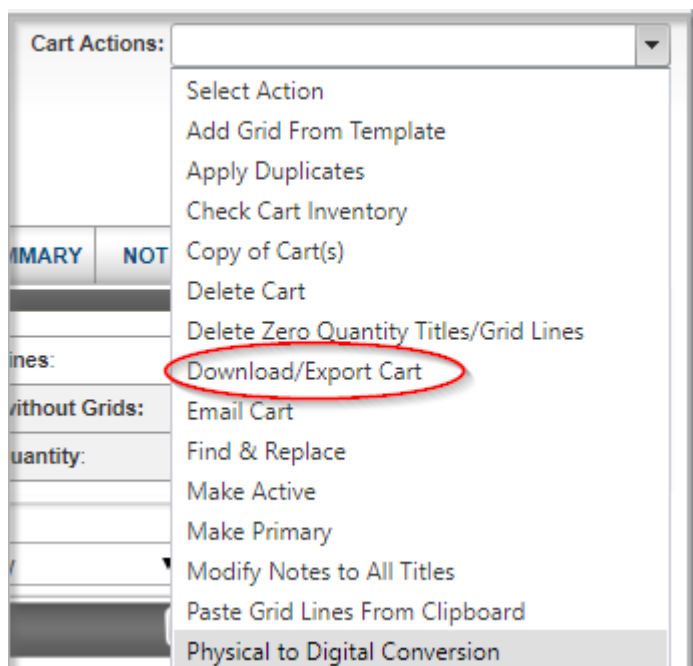 Cart Actions:
Select Action
Add Grid From Template
Apply Duplicates
Check Cart Inventory
MMARY NOT Copy of Cart(s)
Delete Cart
Delete Zero Quantity Titles/Grid Lines
ines: Download/Export Cart
ithout Grids: Email Cart
uantity: Find & Replace
Make Active
Make Primary
Modify Notes to All Titles
Paste Grid Lines From Clipboard
Physical to Digital Conversion